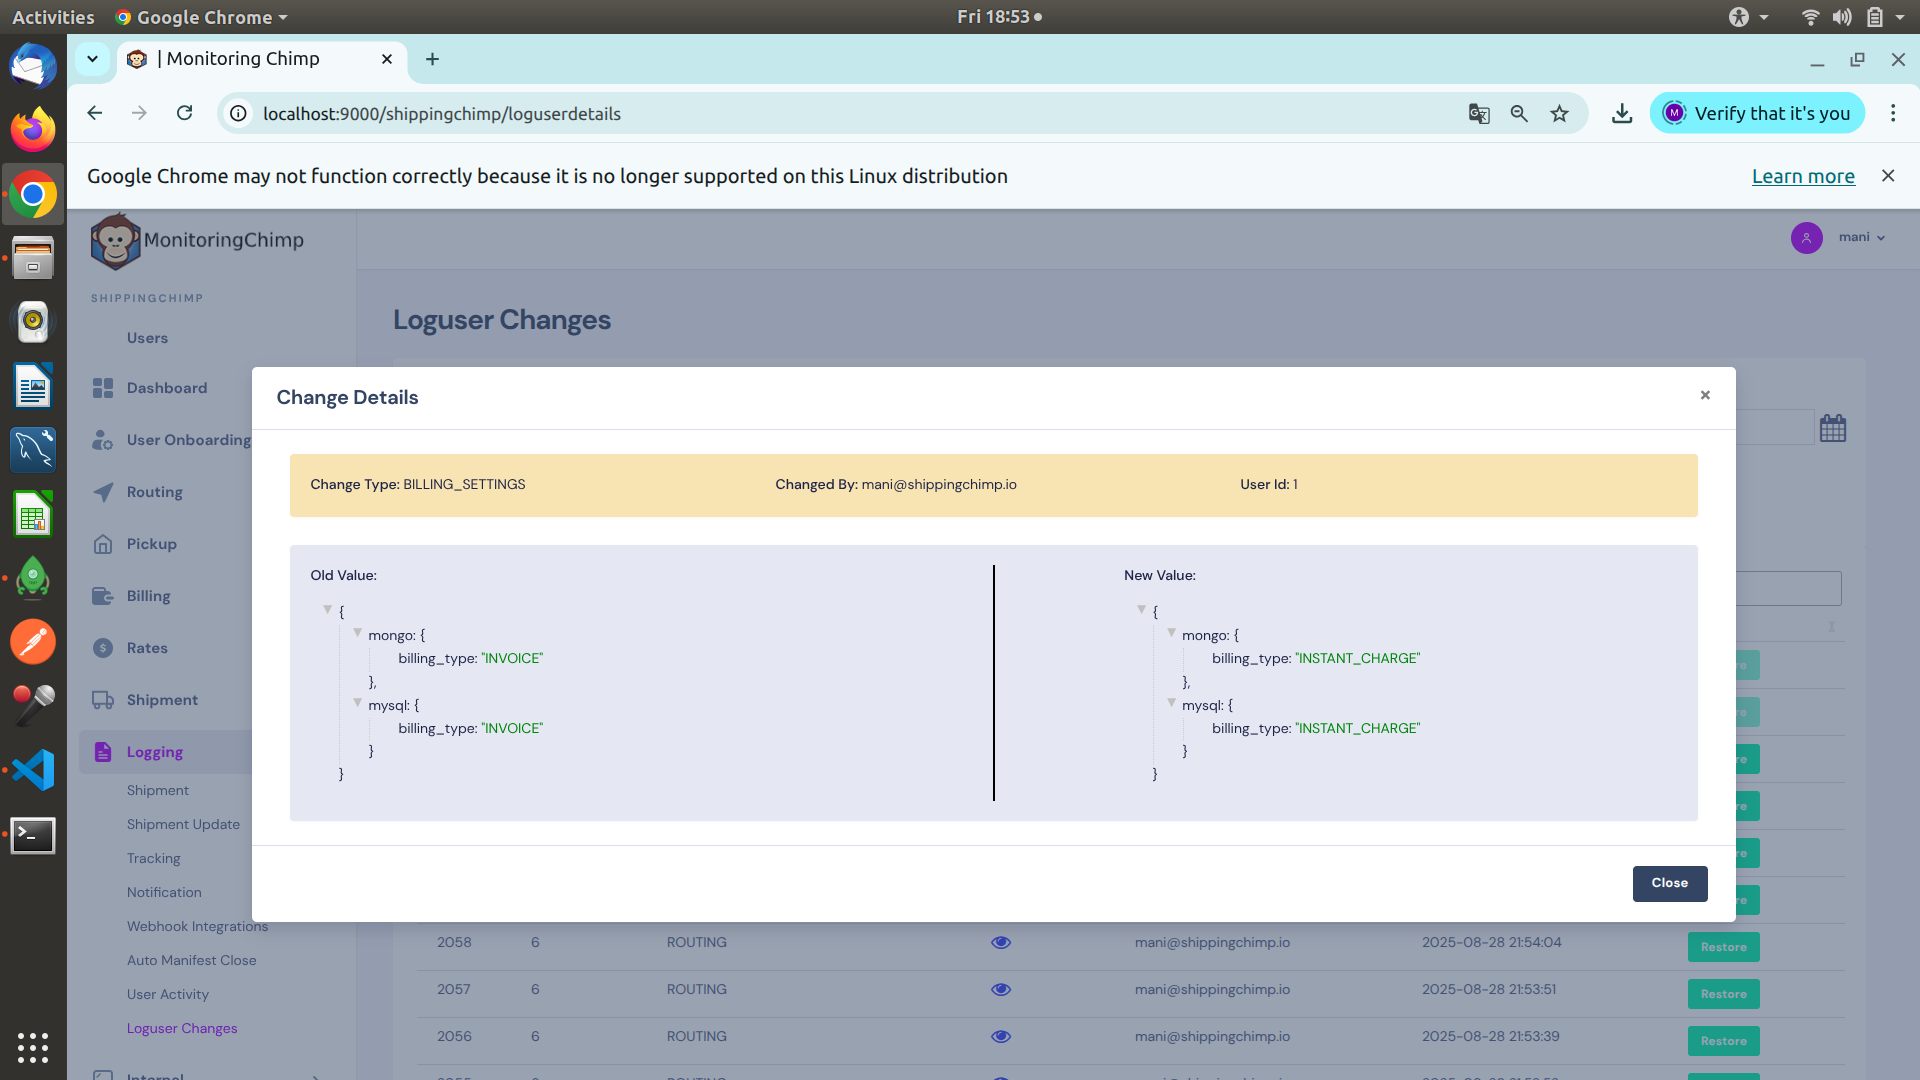 Activities
Google Chrome
Fri 18:53
| Monitoring Chimp
localhost:9000/shippingchimp/loguserdetails
M
Verify that it's you
Google Chrome may not function correctly because it is no longer supported on this Linux distribution
Learn more
MonitoringChimp
mani
SHIPPINGCHIMP
Users
Dashboard
User Onboarding
Routing
Pickup
Billing
Rates
Shipment
Logging
Shipment
Shipment Update
Tracking
Notification
Webhook Integrations
Auto Manifest Close
User Activity
Loguser Changes
Internal
Loguser Changes
Change Details
×
Change Type: BILLING_SETTINGS
Changed By: mani@shippingchimp.io
User Id: 1
Old Value:
{
mongo: {
billing_type: "INVOICE"
},
mysql: {
billing_type: "INVOICE"
}
}
New Value:
{
mongo: {
billing_type: "INSTANT_CHARGE"
},
mysql: {
billing_type: "INSTANT_CHARGE"
}
}
Close
2058 6 ROUTING mani@shippingchimp.io 2025-08-28 21:54:04 Restore
2057 6 ROUTING mani@shippingchimp.io 2025-08-28 21:53:51 Restore
2056 6 ROUTING mani@shippingchimp.io 2025-08-28 21:53:39 Restore